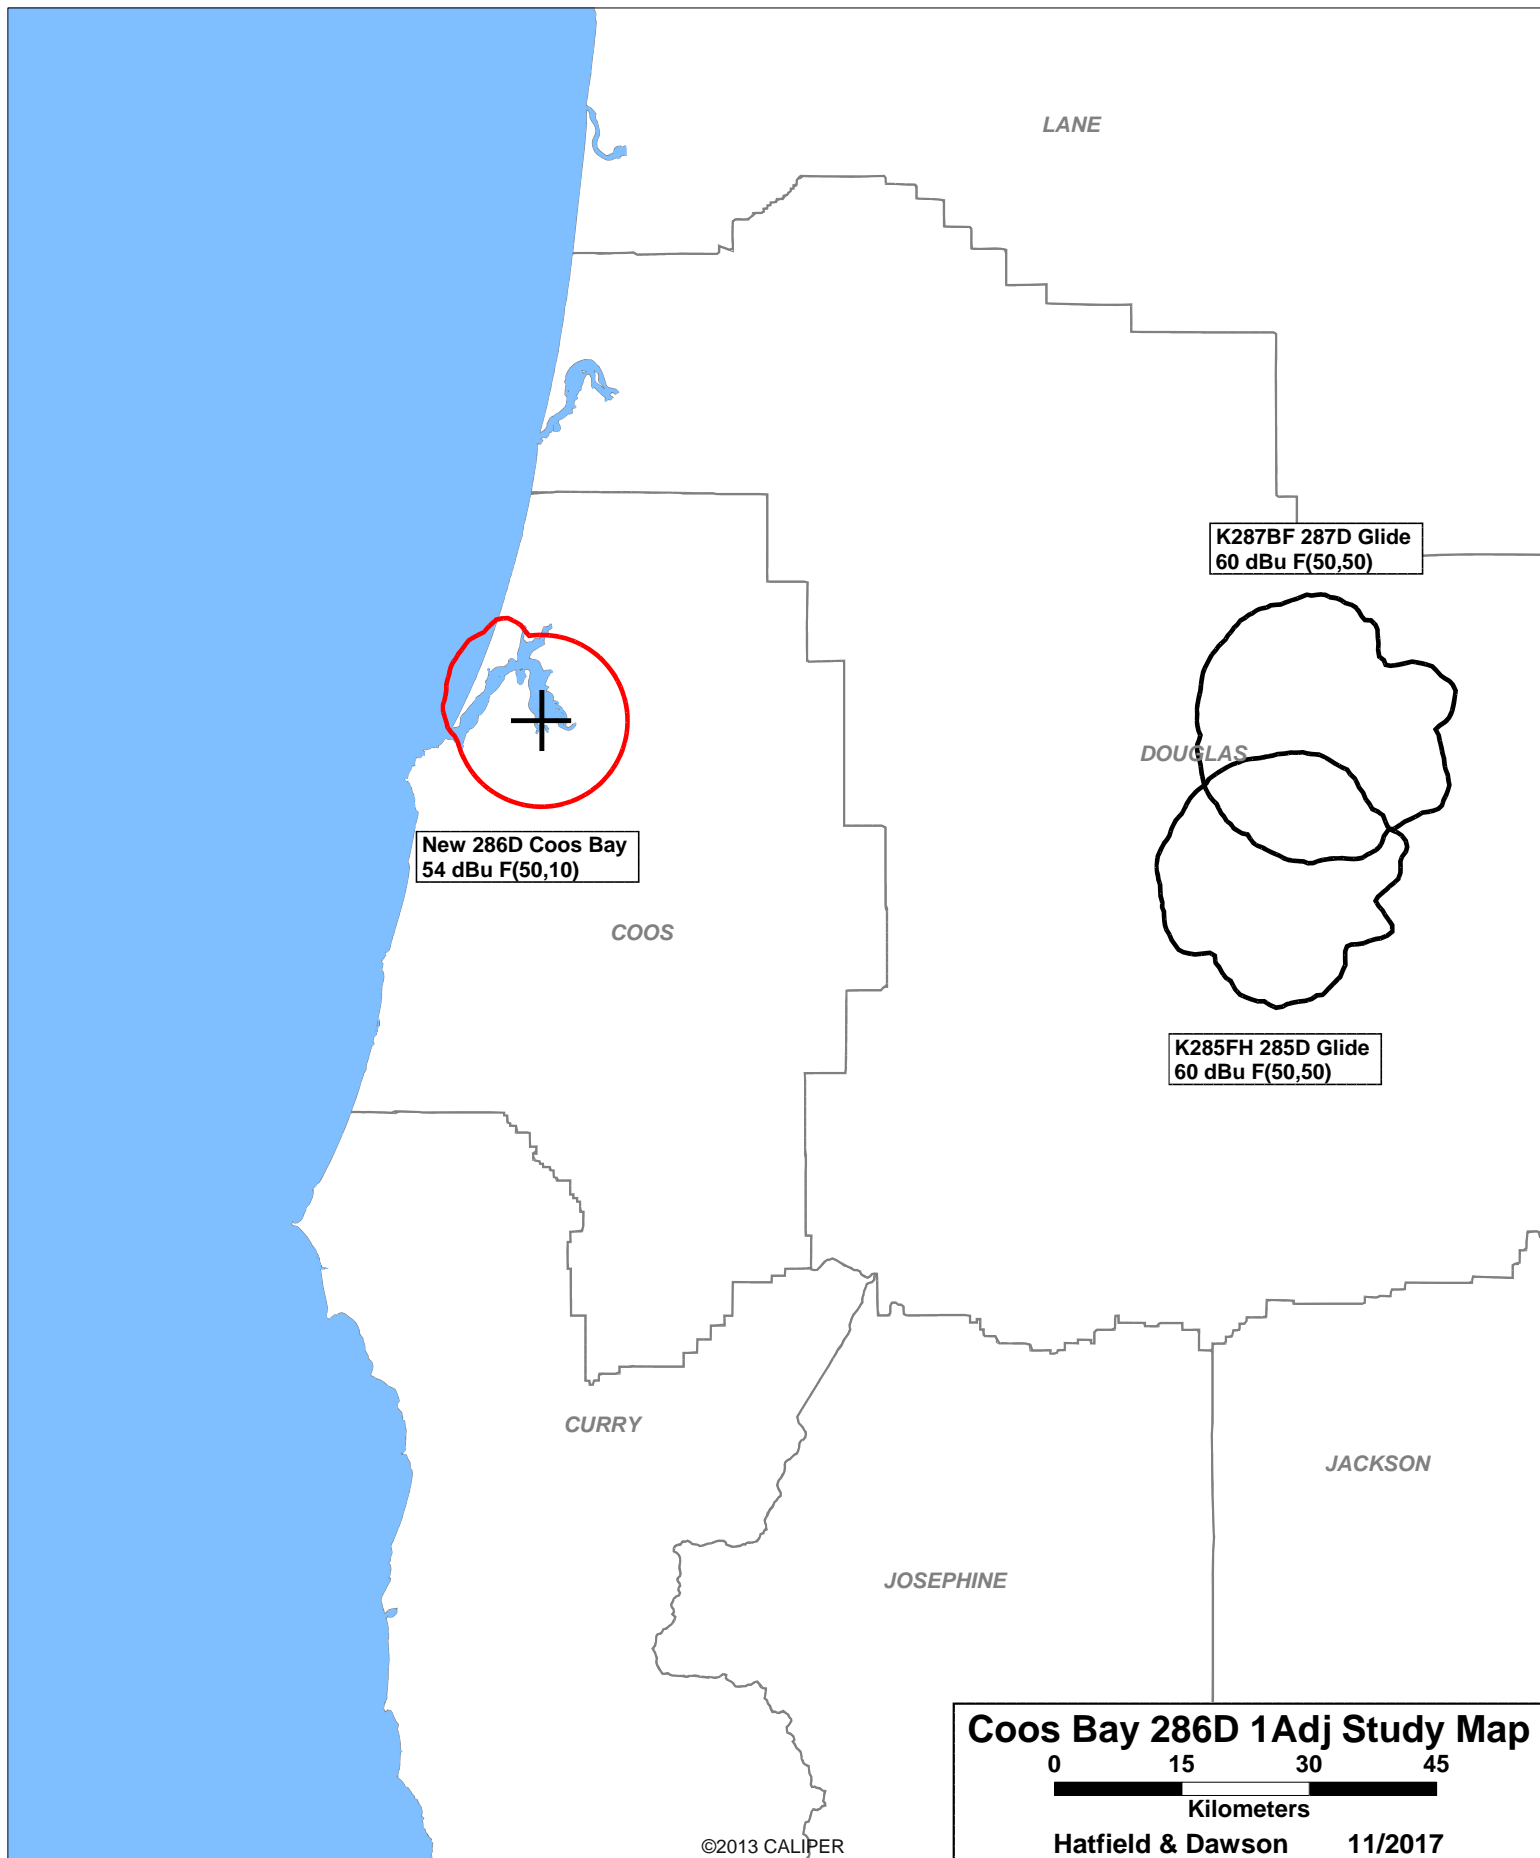 LANE
K287BF 287D Glide
60 dBu F(50,50)
DOUGLAS
New 286D Coos Bay
54 dBu F(50,10)
COOS
K285FH 285D Glide
60 dBu F(50,50)
CURRY
JACKSON
JOSEPHINE
Coos Bay 286D 1Adj Study Map
0 15 30 45
Kilometers
Hatfield & Dawson 11/2017
©2013 CALIPER